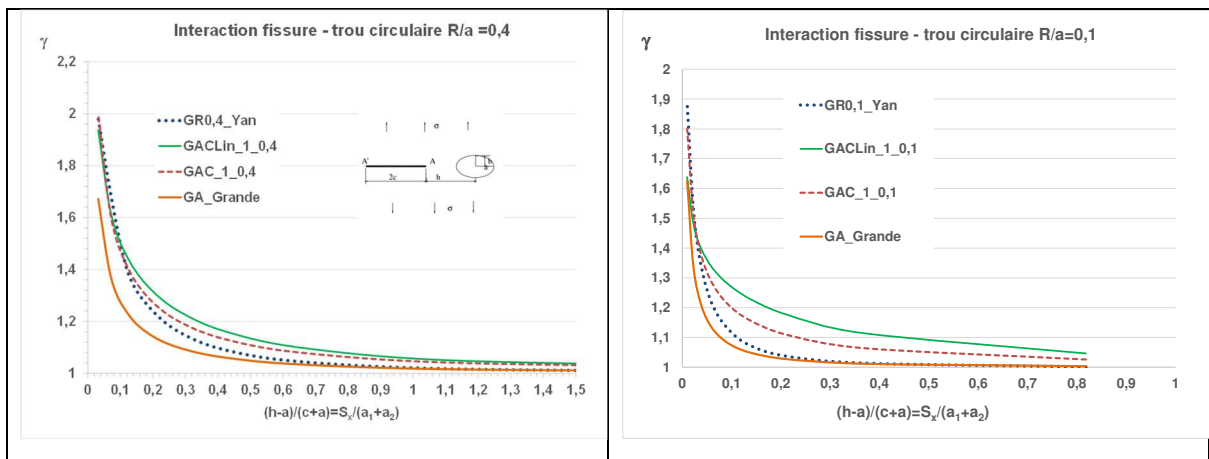 Interaction fissure - trou circulaire R/a =0,4
γ
2,2
2
1,8
1,6
1,4
1,2
1
GR0,4_Yan
GACLin_1_0,4
GAC_1_0,4
GA_Grande
σ
A' A b
a
2c h
σ
0 0,1 0,2 0,3 0,4 0,5 0,6 0,7 0,8 0,9 1 1,1 1,2 1,3 1,4 1,5
(h-a)/(c+a)=Sₓ/(a₁+a₂)
Interaction fissure - trou circulaire R/a=0,1
γ
2
1,9
1,8
1,7
1,6
1,5
1,4
1,3
1,2
1,1
1
GR0,1_Yan
GACLin_1_0,1
GAC_1_0,1
GA_Grande
0 0,1 0,2 0,3 0,4 0,5 0,6 0,7 0,8 0,9 1
(h-a)/(c+a)=Sₓ/(a₁+a₂)